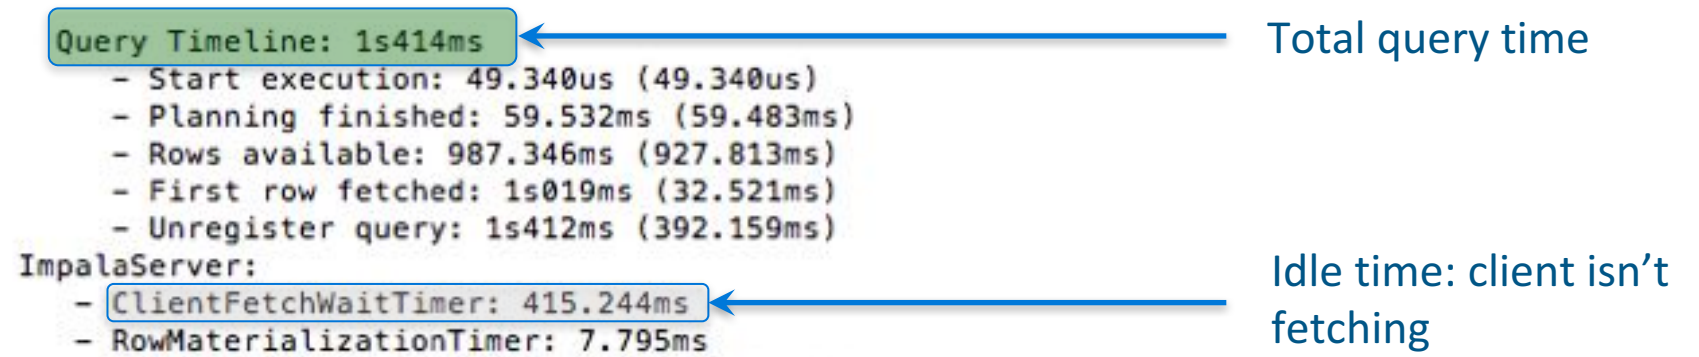 Query Timeline: 1s414ms
Total query time
- Start execution: 49.340us (49.340us)
- Planning finished: 59.532ms (59.483ms)
- Rows available: 987.346ms (927.813ms)
- First row fetched: 1s019ms (32.521ms)
- Unregister query: 1s412ms (392.159ms)
ImpalaServer:
- ClientFetchWaitTimer: 415.244ms
- RowMaterializationTimer: 7.795ms
Idle time: client isn’t
fetching